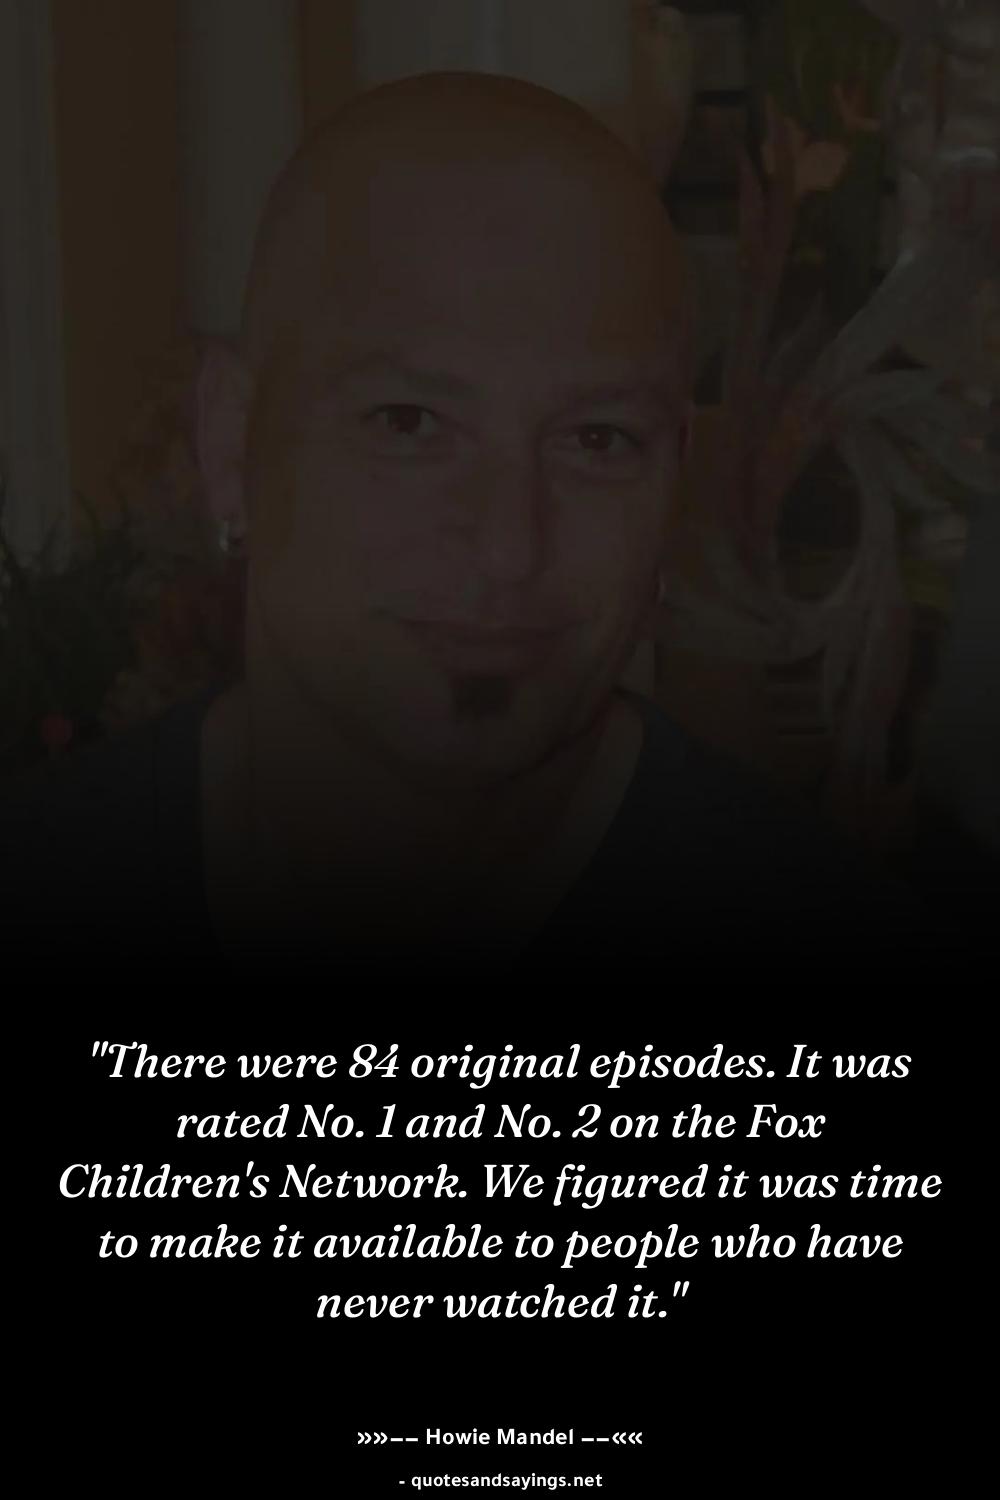 "There were 84 original episodes. It was
rated No. 1 and No. 2 on the Fox
Children's Network. We figured it was time
to make it available to people who have
never watched it."
»»−− Howie Mandel −−««
- quotesandsayings.net